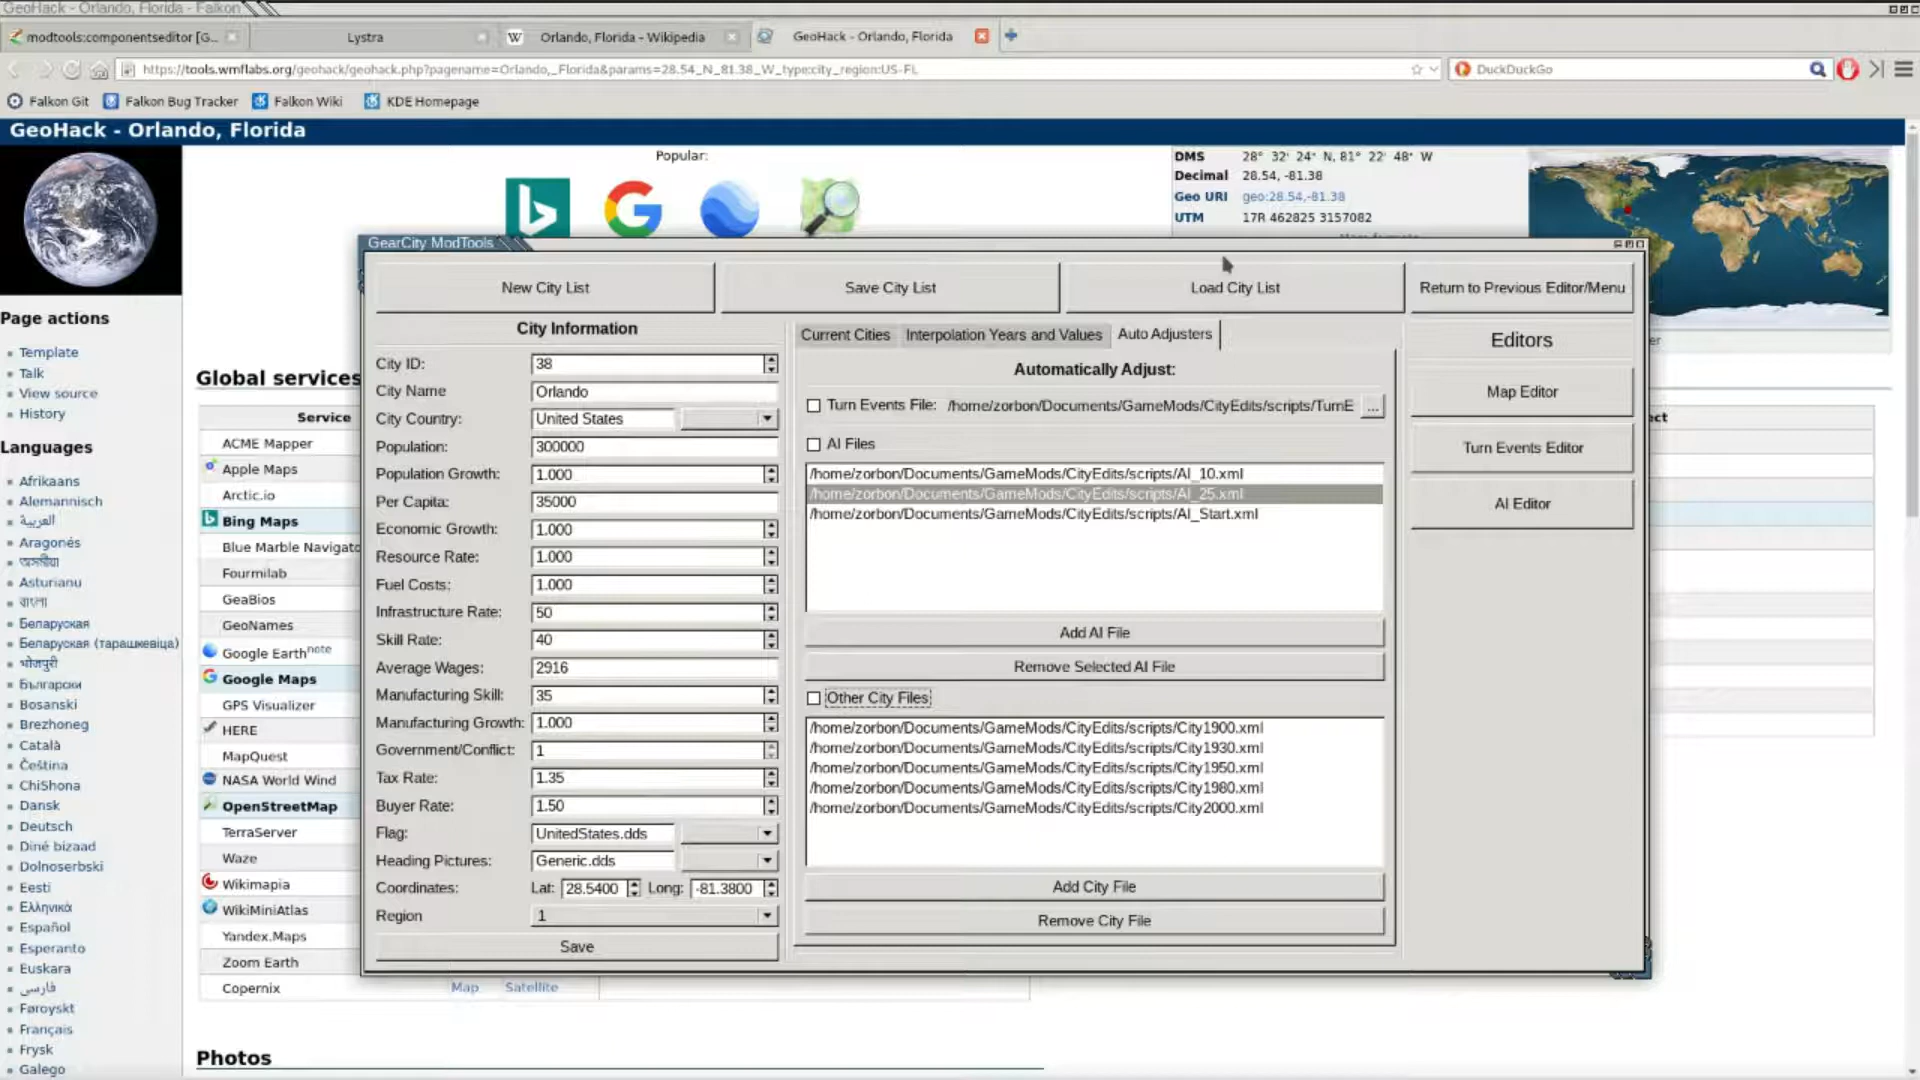 GeoHack - Orlando, Florida - Falkon
modtools:componentseditor [G...
Lystra
Orlando, Florida - Wikipedia
GeoHack - Orlando, Florida
https://tools.wmflabs.org/geohack/geohack.php?pagename=Orlando,_Florida&params=28.54_N_81.38_W_type:city_region:US-FL
DuckDuckGo
Falkon Git
Falkon Bug Tracker
Falkon Wiki
KDE Homepage
GeoHack - Orlando, Florida
Popular:
DMS 28° 32′ 24″ N, 81° 22′ 48″ W
Decimal 28.54, -81.38
Geo URI geo:28.54,-81.38
UTM 17R 462825 3157082
Page actions
Template
Talk
View source
History
Languages
Afrikaans
Alemannisch
العربية
Aragonés
অসমীয়া
Asturianu
বাংলা
Беларуская
Беларуская (тарашкевіца)
भोजपुरी
Български
Bosanski
Brezhoneg
Català
Čeština
ChiShona
Dansk
Deutsch
Diné bizaad
Dolnoserbski
Eesti
Ελληνικά
Español
Esperanto
Euskara
فارسی
Føroyskt
Français
Frysk
Galego
Global services
Service
ACME Mapper
Apple Maps
Arctic.io
Bing Maps
Blue Marble Navigato
Fourmilab
GeaBios
GeoNames
Google Earth note
Google Maps
GPS Visualizer
HERE
MapQuest
NASA World Wind
OpenStreetMap
TerraServer
Waze
Wikimapia
WikiMiniAtlas
Yandex.Maps
Zoom Earth
Copernix Map Satellite
Photos
GearCity ModTools
New City List
Save City List
Load City List
Return to Previous Editor/Menu
City Information
City ID: 38
City Name Orlando
City Country: United States
Population: 300000
Population Growth: 1.000
Per Capita: 35000
Economic Growth: 1.000
Resource Rate: 1.000
Fuel Costs: 1.000
Infrastructure Rate: 50
Skill Rate: 40
Average Wages: 2916
Manufacturing Skill: 35
Manufacturing Growth: 1.000
Government/Conflict: 1
Tax Rate: 1.35
Buyer Rate: 1.50
Flag: UnitedStates.dds
Heading Pictures: Generic.dds
Coordinates: Lat: 28.5400 Long: -81.3800
Region 1
Save
Current Cities
Interpolation Years and Values
Auto Adjusters
Automatically Adjust:
Turn Events File: /home/zorbon/Documents/GameMods/CityEdits/scripts/TurnE ...
AI Files
/home/zorbon/Documents/GameMods/CityEdits/scripts/AI_10.xml
/home/zorbon/Documents/GameMods/CityEdits/scripts/AI_25.xml
/home/zorbon/Documents/GameMods/CityEdits/scripts/AI_Start.xml
Add AI File
Remove Selected AI File
Other City Files
/home/zorbon/Documents/GameMods/CityEdits/scripts/City1900.xml
/home/zorbon/Documents/GameMods/CityEdits/scripts/City1930.xml
/home/zorbon/Documents/GameMods/CityEdits/scripts/City1950.xml
/home/zorbon/Documents/GameMods/CityEdits/scripts/City1980.xml
/home/zorbon/Documents/GameMods/CityEdits/scripts/City2000.xml
Add City File
Remove City File
Editors
Map Editor
Turn Events Editor
AI Editor